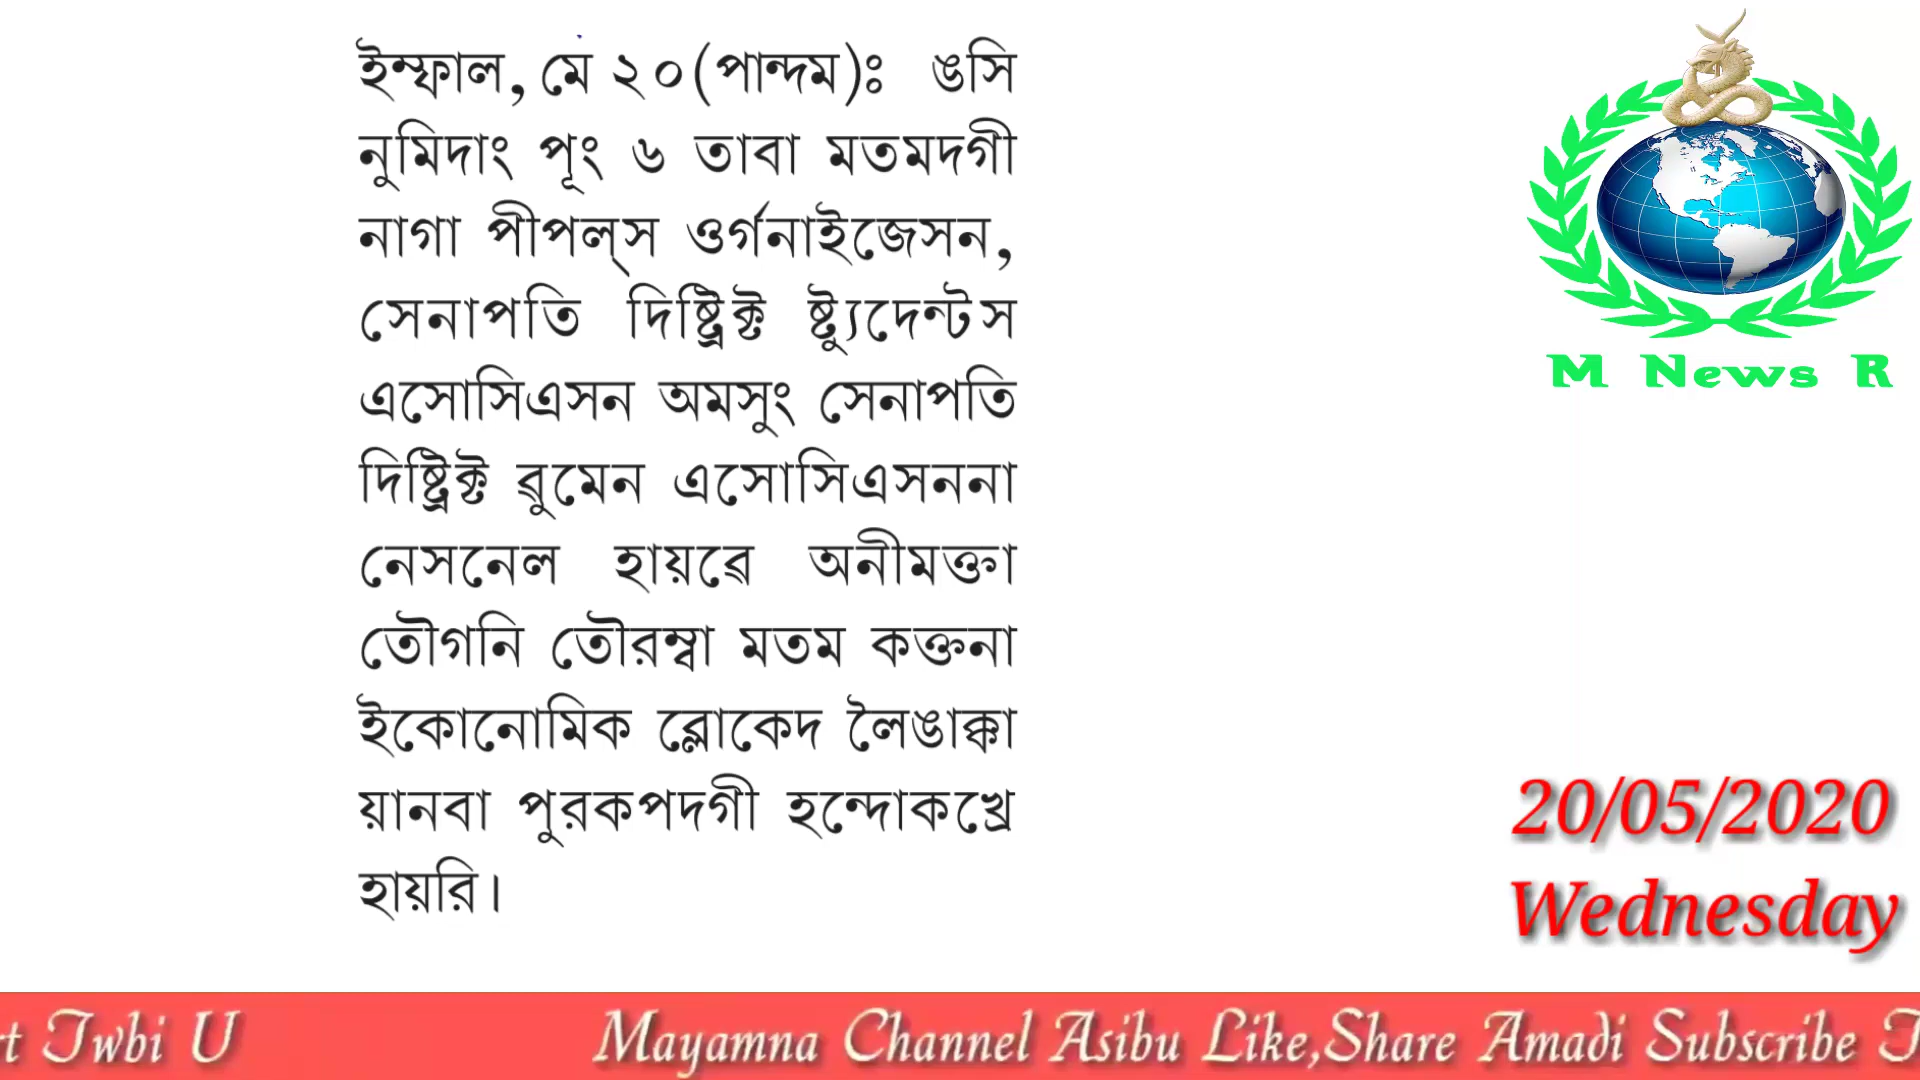 ইম্ফাল, মে ২০(পান্দম)ঃ ঙসি
নুমিদাং পূং ৬ তাবা মতমদগী
নাগা পীপল্‌স ওর্গনাইজেসন,
সেনাপতি দিষ্ট্রিক্ট ষ্ট্যুদেন্টস
এসোসিএসন অমসুং সেনাপতি
দিষ্ট্রিক্ট ৱুমেন এসোসিএসননা
নেসনেল হায়ৱে অনীমক্তা
তৌগনি তৌরম্বা মতম কক্তনা
ইকোনোমিক ব্লোকেদ লৈঙাক্কা
য়ানবা পুরকপদগী হন্দোকখ্রে
হায়রি।
M News R
20/05/2020
Wednesday
rt Twbi U Mayamna Channel Asibu Like,Share Amadi Subscribe T